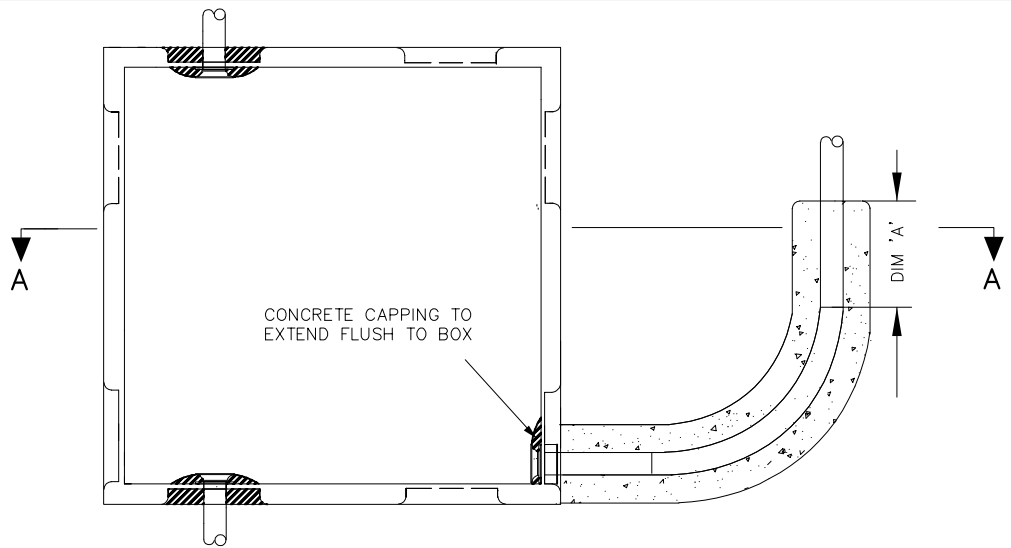 A
A
DIM 'A'
CONCRETE CAPPING TO
EXTEND FLUSH TO BOX